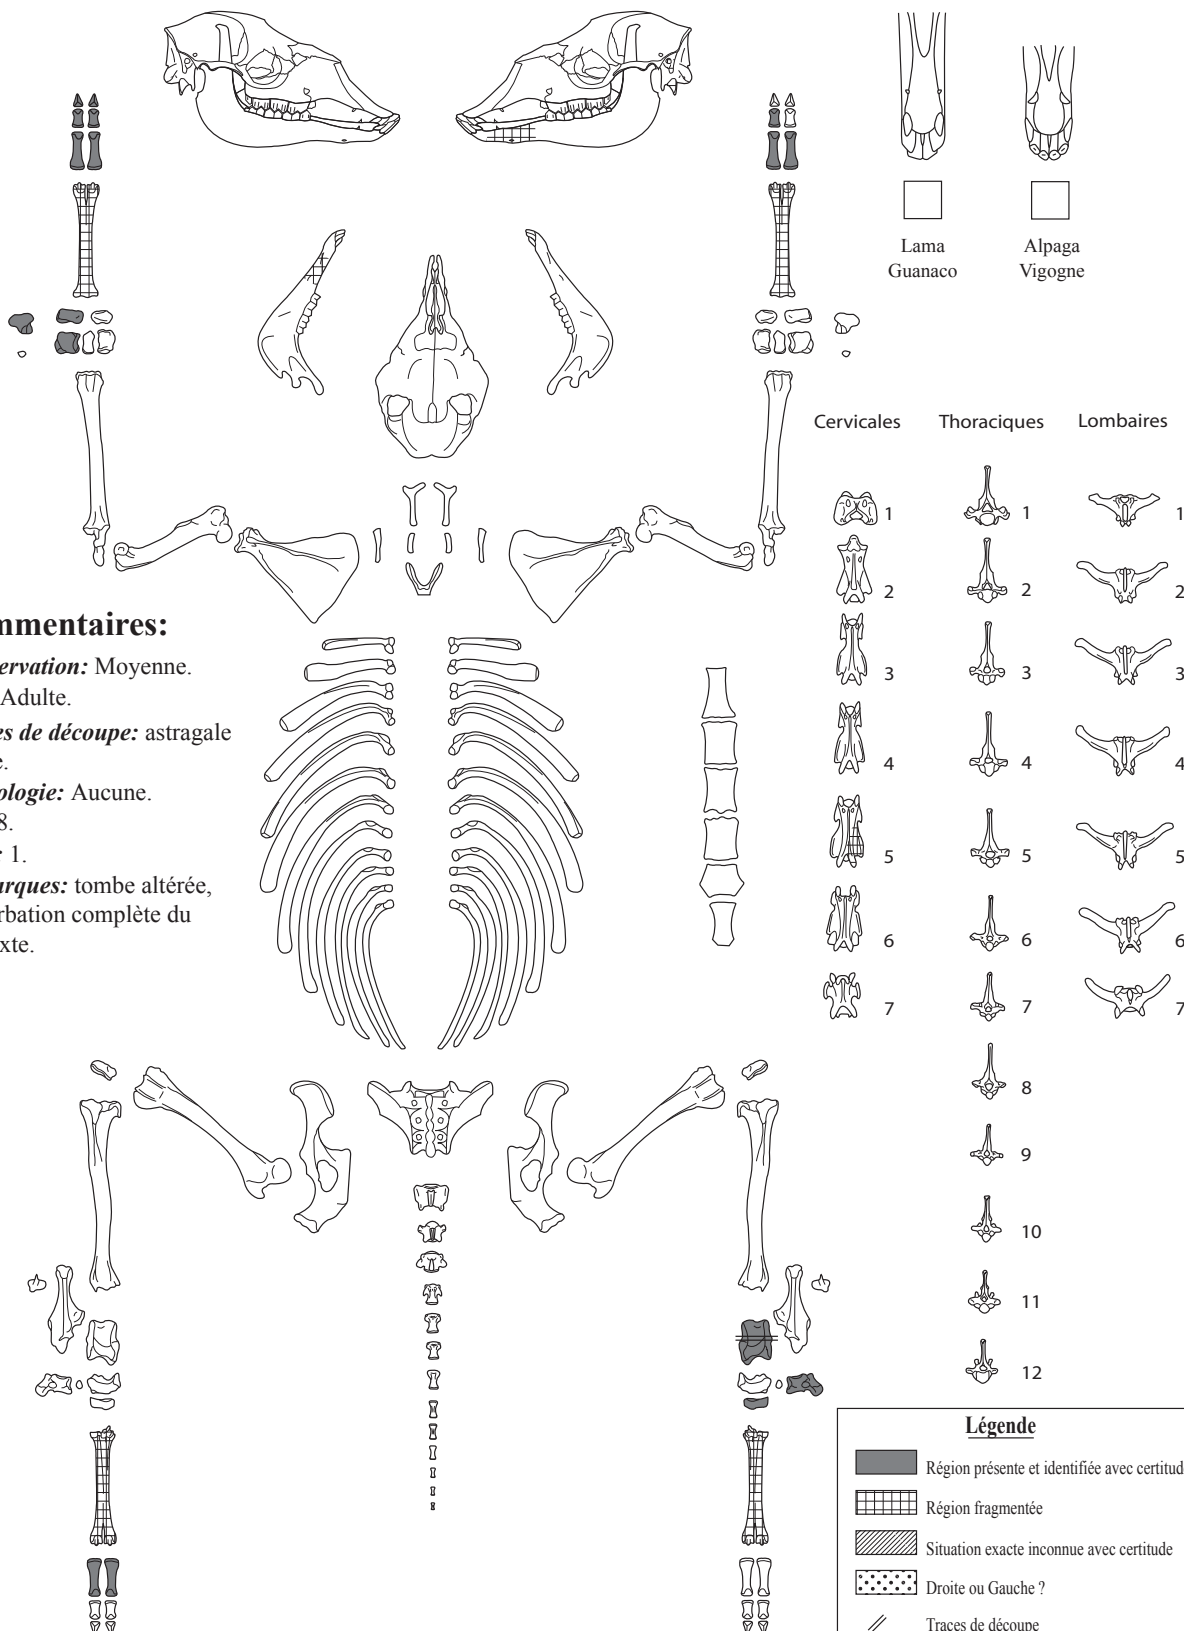 Lama
Guanaco
Alpaga
Vigogne
Cervicales
Thoraciques
Lombaires
1
2
3
4
5
6
7
1
2
3
4
5
6
7
8
9
10
11
12
1
2
3
4
5
6
7
mmentaires:
ervation: Moyenne.
Adulte.
es de découpe: astragale
e.
ologie: Aucune.
8.
: 1.
arques: tombe altérée,
rbation complète du
xte.
Légende
Région présente et identifiée avec certitud
Région fragmentée
Situation exacte inconnue avec certitude
Droite ou Gauche ?
Traces de découpe